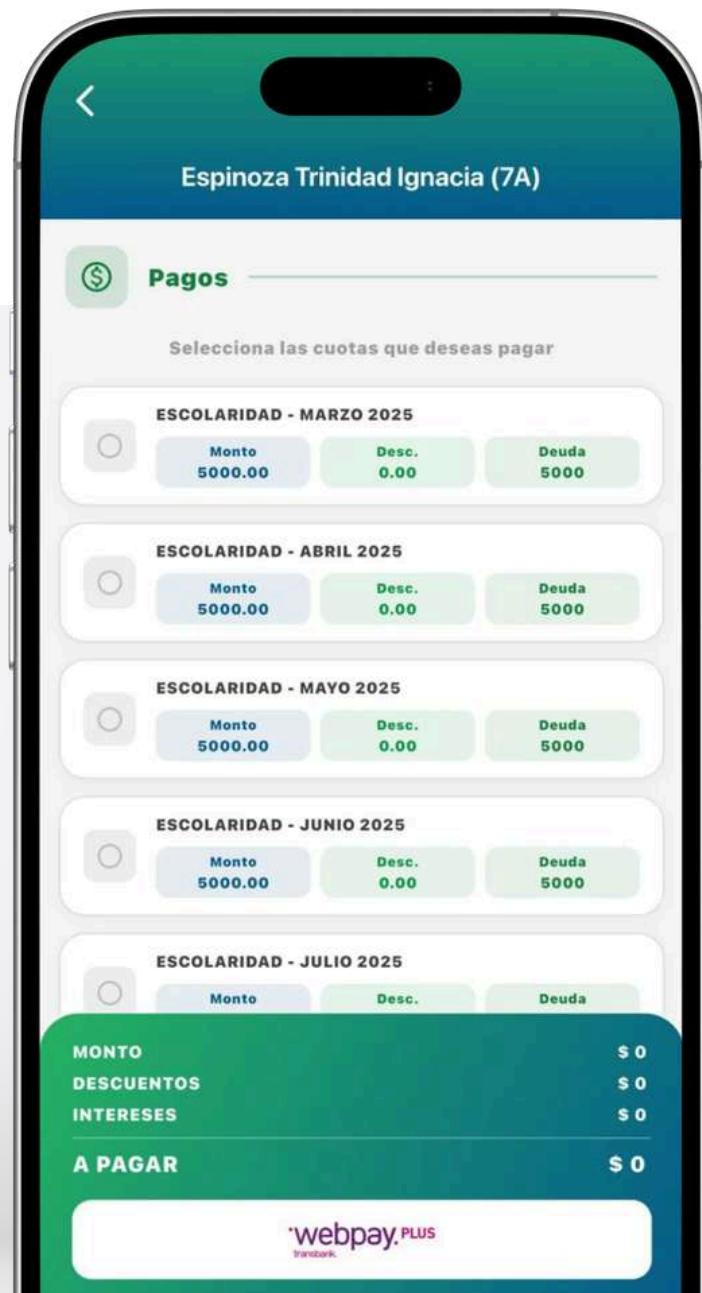 Espinoza Trinidad Ignacia (7A)
Pagos
Selecciona las cuotas que deseas pagar
ESCOLARIDAD - MARZO 2025
Monto Desc. Deuda
5000.00 0.00 5000
ESCOLARIDAD - ABRIL 2025
Monto Desc. Deuda
5000.00 0.00 5000
ESCOLARIDAD - MAYO 2025
Monto Desc. Deuda
5000.00 0.00 5000
ESCOLARIDAD - JUNIO 2025
Monto Desc. Deuda
5000.00 0.00 5000
ESCOLARIDAD - JULIO 2025
Monto Desc. Deuda
MONTO $ 0
DESCUENTOS $ 0
INTERESES $ 0
A PAGAR $ 0
webpay.PLUS
transbank.